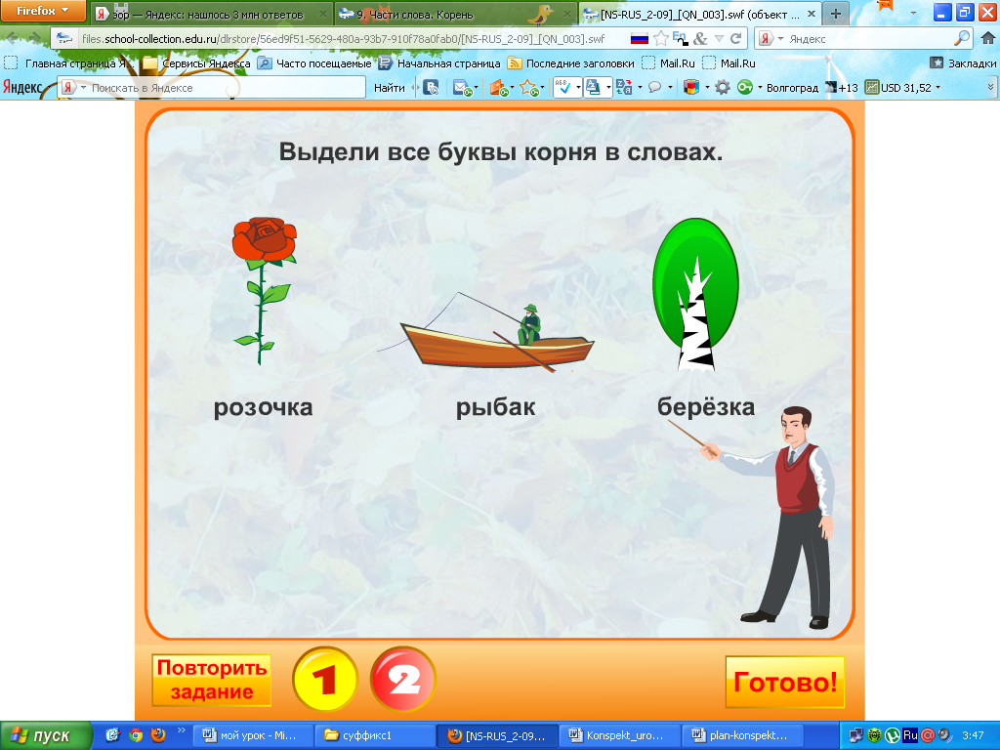 Firefox
зор — Яндекс: нашлось 3 млн ответов
9. Части слова. Корень
[NS-RUS_2-09]_[QN_003].swf (объект ...
files.school-collection.edu.ru/dlrstore/56ed9f51-5629-480a-93b7-910f78a0fab0/[NS-RUS_2-09]_[QN_003].swf
Яндекс
Главная страница Я...
Сервисы Яндекса
Часто посещаемые
Начальная страница
Последние заголовки
Mail.Ru
Mail.Ru
Закладки
Яндекс
Поискать в Яндексе
Найти
Волгоград
+13
USD 31,52
Выдели все буквы корня в словах.
розочка
рыбак
берёзка
Повторить
задание
1
2
Готово!
пуск
мой урок - Mi...
суффикс1
[NS-RUS_2-09...
Konspekt_uro...
plan-konspekt...
Ru
3:47